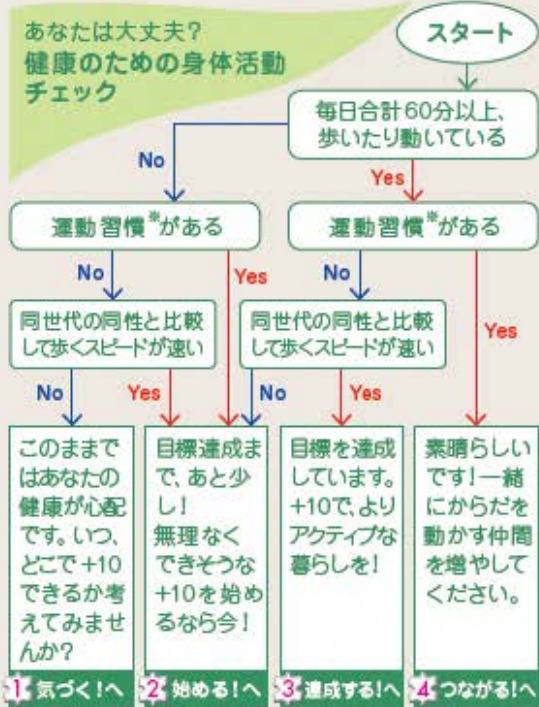 あなたは大丈夫?
健康のための身体活動
チェック
スタート
毎日合計60分以上、
歩いたり動いている
No
Yes
運動習慣※がある
運動習慣※がある
No
Yes
No
Yes
同世代の同性と比較
して歩くスピードが速い
同世代の同性と比較
して歩くスピードが速い
No
Yes
No
Yes
このままで
はあなたの
健康が心配
です。いつ、
どこで+10
できるか考
えてみませ
んか?
目標達成ま
で、あと少
し!
無理なく
できそうな
+10を始め
るなら今!
目標を達成
しています。
+10で、より
アクティブな
暮らしを!
素晴らしい
です!一緒
にからだを
動かす仲間
を増やして
ください。
1 気づく!へ
2 始める!へ
3 達成する!へ
4 つながる!へ